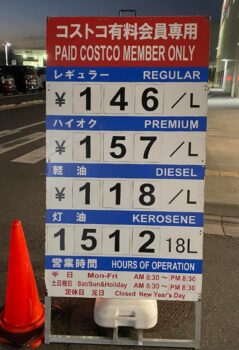 コストコ有料会員専用
PAID COSTCO MEMBER ONLY
レギュラー REGULAR
¥146/L
ハイオク PREMIUM
¥157/L
軽油 DIESEL
¥118/L
灯油 KEROSENE
1512 18L
営業時間 HOURS OF OPERATION
平日 Mon-Fri AM 8:30～PM 8:30
土日祝日 Sat/Sun&Holiday AM 8:30～PM 8:30
定休日 元日 Closed New Year's Day